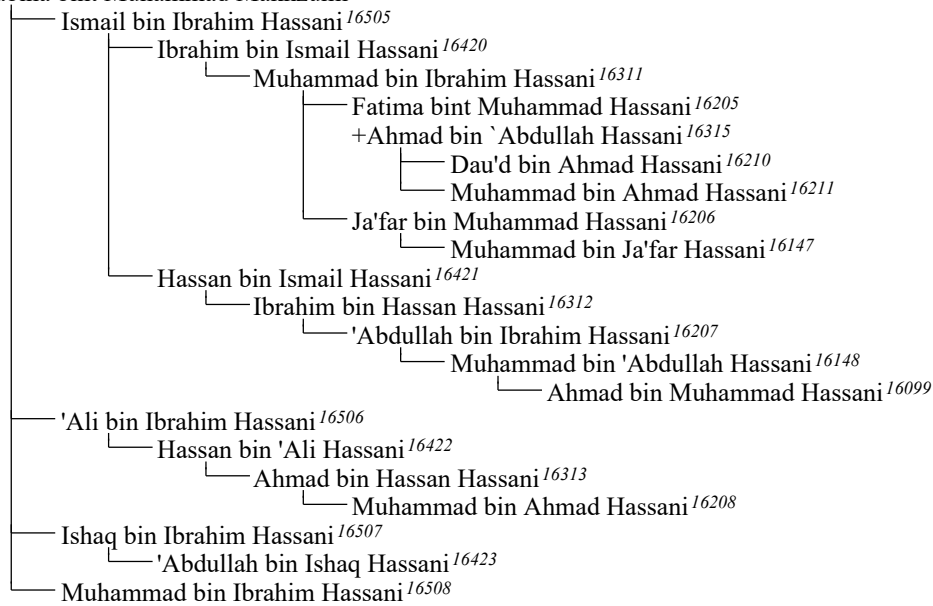 bint Muhammad
Ismail bin Ibrahim Hassani 16505
Ibrahim bin Ismail Hassani 16420
Muhammad bin Ibrahim Hassani 16311
Fatima bint Muhammad Hassani 16205
+Ahmad bin `Abdullah Hassani 16315
Dau'd bin Ahmad Hassani 16210
Muhammad bin Ahmad Hassani 16211
Ja'far bin Muhammad Hassani 16206
Muhammad bin Ja'far Hassani 16147
Hassan bin Ismail Hassani 16421
Ibrahim bin Hassan Hassani 16312
'Abdullah bin Ibrahim Hassani 16207
Muhammad bin 'Abdullah Hassani 16148
Ahmad bin Muhammad Hassani 16099
'Ali bin Ibrahim Hassani 16506
Hassan bin 'Ali Hassani 16422
Ahmad bin Hassan Hassani 16313
Muhammad bin Ahmad Hassani 16208
Ishaq bin Ibrahim Hassani 16507
'Abdullah bin Ishaq Hassani 16423
Muhammad bin Ibrahim Hassani 16508